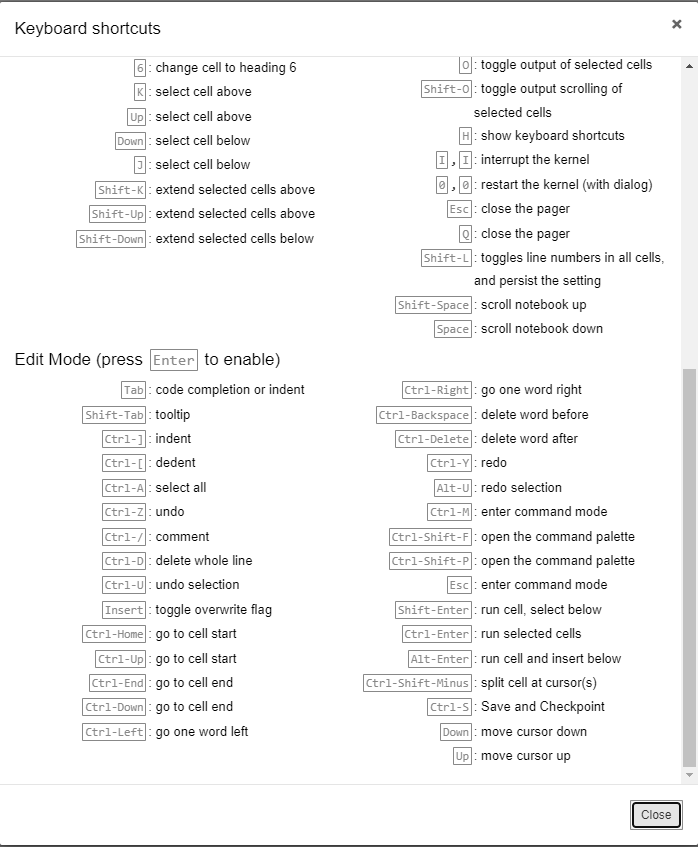 Keyboard shortcuts
×
6 : change cell to heading 6
K : select cell above
Up : select cell above
Down : select cell below
J : select cell below
Shift-K : extend selected cells above
Shift-Up : extend selected cells above
Shift-Down : extend selected cells below
O : toggle output of selected cells
Shift-O : toggle output scrolling of
selected cells
H : show keyboard shortcuts
I , I : interrupt the kernel
0 , 0 : restart the kernel (with dialog)
Esc : close the pager
Q : close the pager
Shift-L : toggles line numbers in all cells,
and persist the setting
Shift-Space : scroll notebook up
Space : scroll notebook down
Edit Mode (press Enter to enable)
Tab : code completion or indent
Shift-Tab : tooltip
Ctrl-] : indent
Ctrl-[ : dedent
Ctrl-A : select all
Ctrl-Z : undo
Ctrl-/ : comment
Ctrl-D : delete whole line
Ctrl-U : undo selection
Insert : toggle overwrite flag
Ctrl-Home : go to cell start
Ctrl-Up : go to cell start
Ctrl-End : go to cell end
Ctrl-Down : go to cell end
Ctrl-Left : go one word left
Ctrl-Right : go one word right
Ctrl-Backspace : delete word before
Ctrl-Delete : delete word after
Ctrl-Y : redo
Alt-U : redo selection
Ctrl-M : enter command mode
Ctrl-Shift-F : open the command palette
Ctrl-Shift-P : open the command palette
Esc : enter command mode
Shift-Enter : run cell, select below
Ctrl-Enter : run selected cells
Alt-Enter : run cell and insert below
Ctrl-Shift-Minus : split cell at cursor(s)
Ctrl-S : Save and Checkpoint
Down : move cursor down
Up : move cursor up
Close